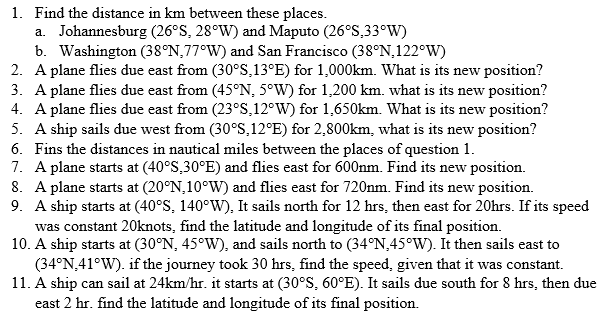 1. Find the distance in km between these places.
a. Johannesburg (26°S, 28°W) and Maputo (26°S,33°W)
b. Washington (38°N,77°W) and San Francisco (38°N,122°W)
2. A plane flies due east from (30°S,13°E) for 1,000km. What is its new position?
3. A plane flies due east from (45°N, 5°W) for 1,200 km. what is its new position?
4. A plane flies due east from (23°S,12°W) for 1,650km. What is its new position?
5. A ship sails due west from (30°S,12°E) for 2,800km, what is its new position?
6. Fins the distances in nautical miles between the places of question 1.
7. A plane starts at (40°S,30°E) and flies east for 600nm. Find its new position.
8. A plane starts at (20°N,10°W) and flies east for 720nm. Find its new position.
9. A ship starts at (40°S, 140°W), It sails north for 12 hrs, then east for 20hrs. If its speed
was constant 20knots, find the latitude and longitude of its final position.
10. A ship starts at (30°N, 45°W), and sails north to (34°N,45°W). It then sails east to
(34°N,41°W). if the journey took 30 hrs, find the speed, given that it was constant.
11. A ship can sail at 24km/hr. it starts at (30°S, 60°E). It sails due south for 8 hrs, then due
east 2 hr. find the latitude and longitude of its final position.